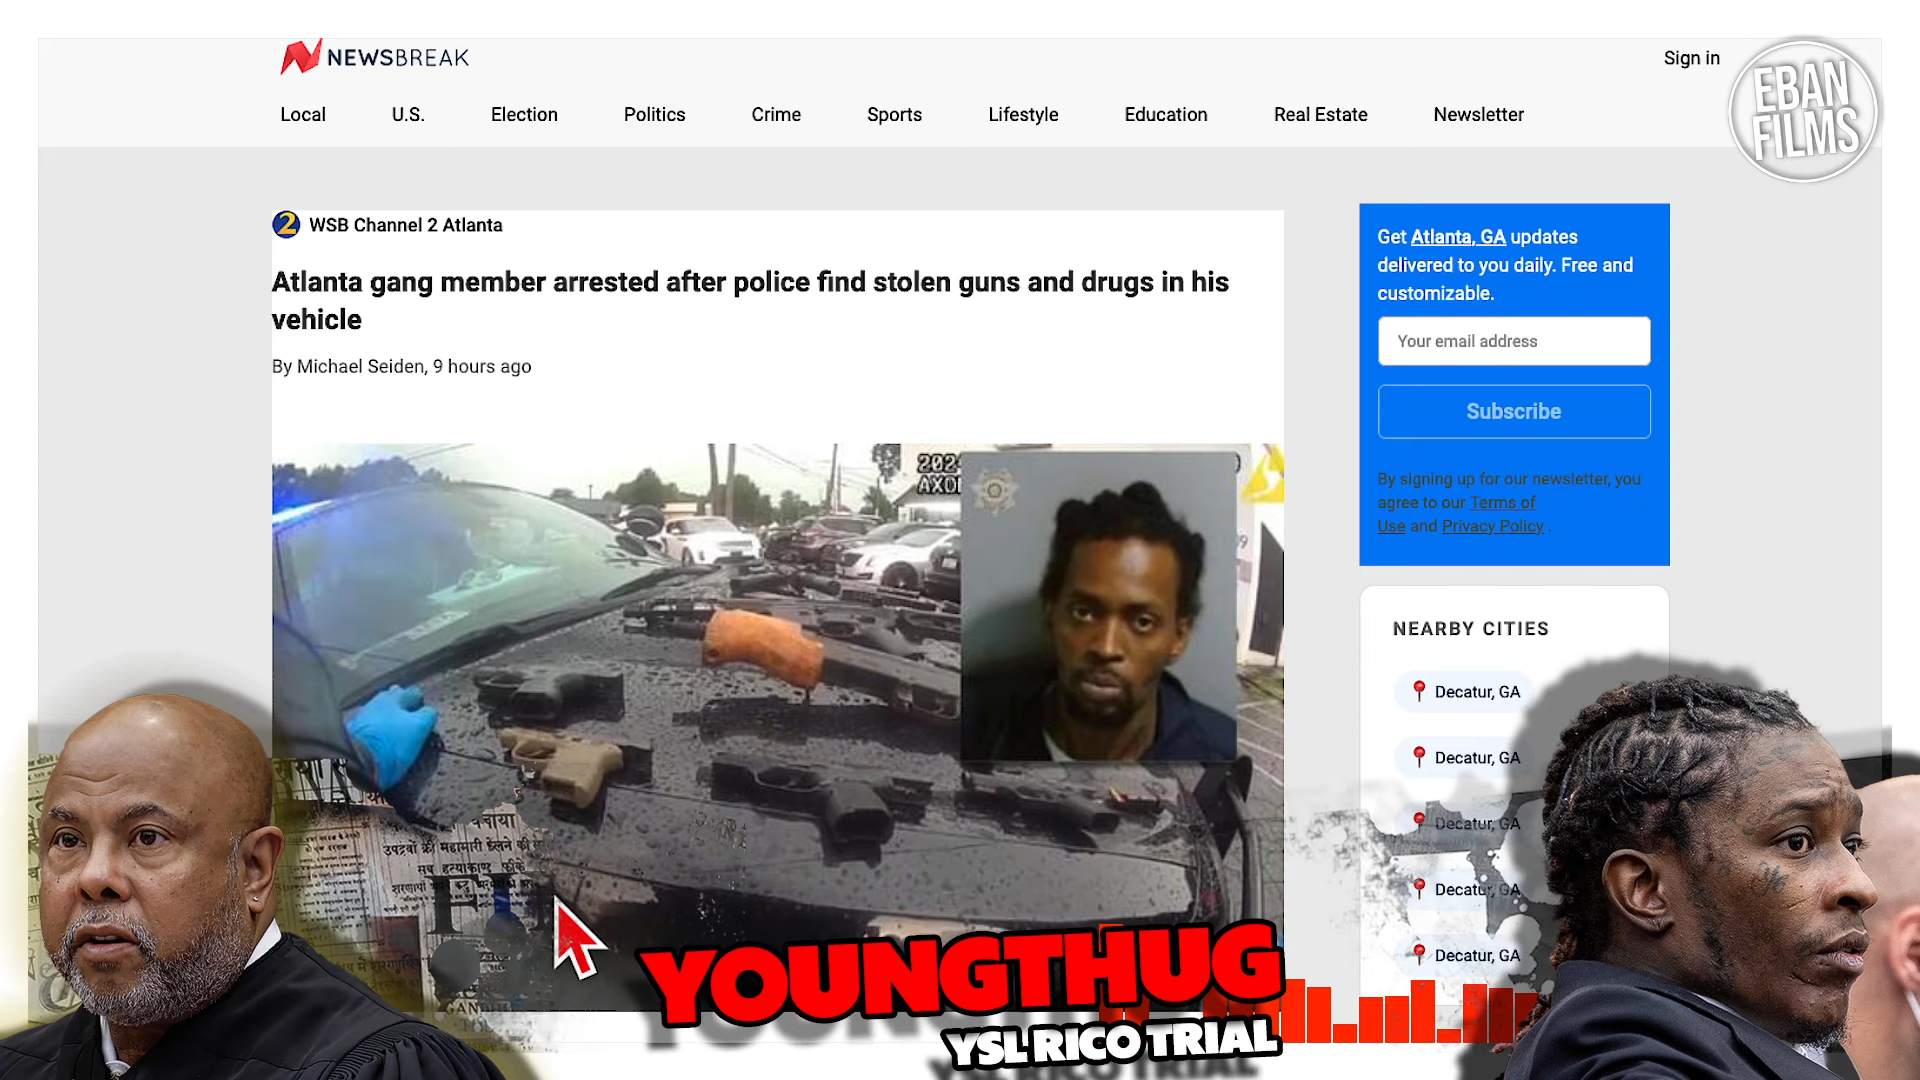 NEWSBREAK
Sign in
EBAN
FILMS
Local U.S. Election Politics Crime Sports Lifestyle Education Real Estate Newsletter
2 WSB Channel 2 Atlanta
Atlanta gang member arrested after police find stolen guns and drugs in his
vehicle
By Michael Seiden, 9 hours ago
Get Atlanta, GA updates
delivered to you daily. Free and
customizable.
Your email address
Subscribe
By signing up for our newsletter, you
agree to our Terms of
Use and Privacy Policy .
NEARBY CITIES
Decatur, GA
Decatur, GA
Decatur, GA
Decatur, GA
Decatur, GA
उपद्रवों की महामारी
YOUNGTHUG
YSL RICO TRIAL